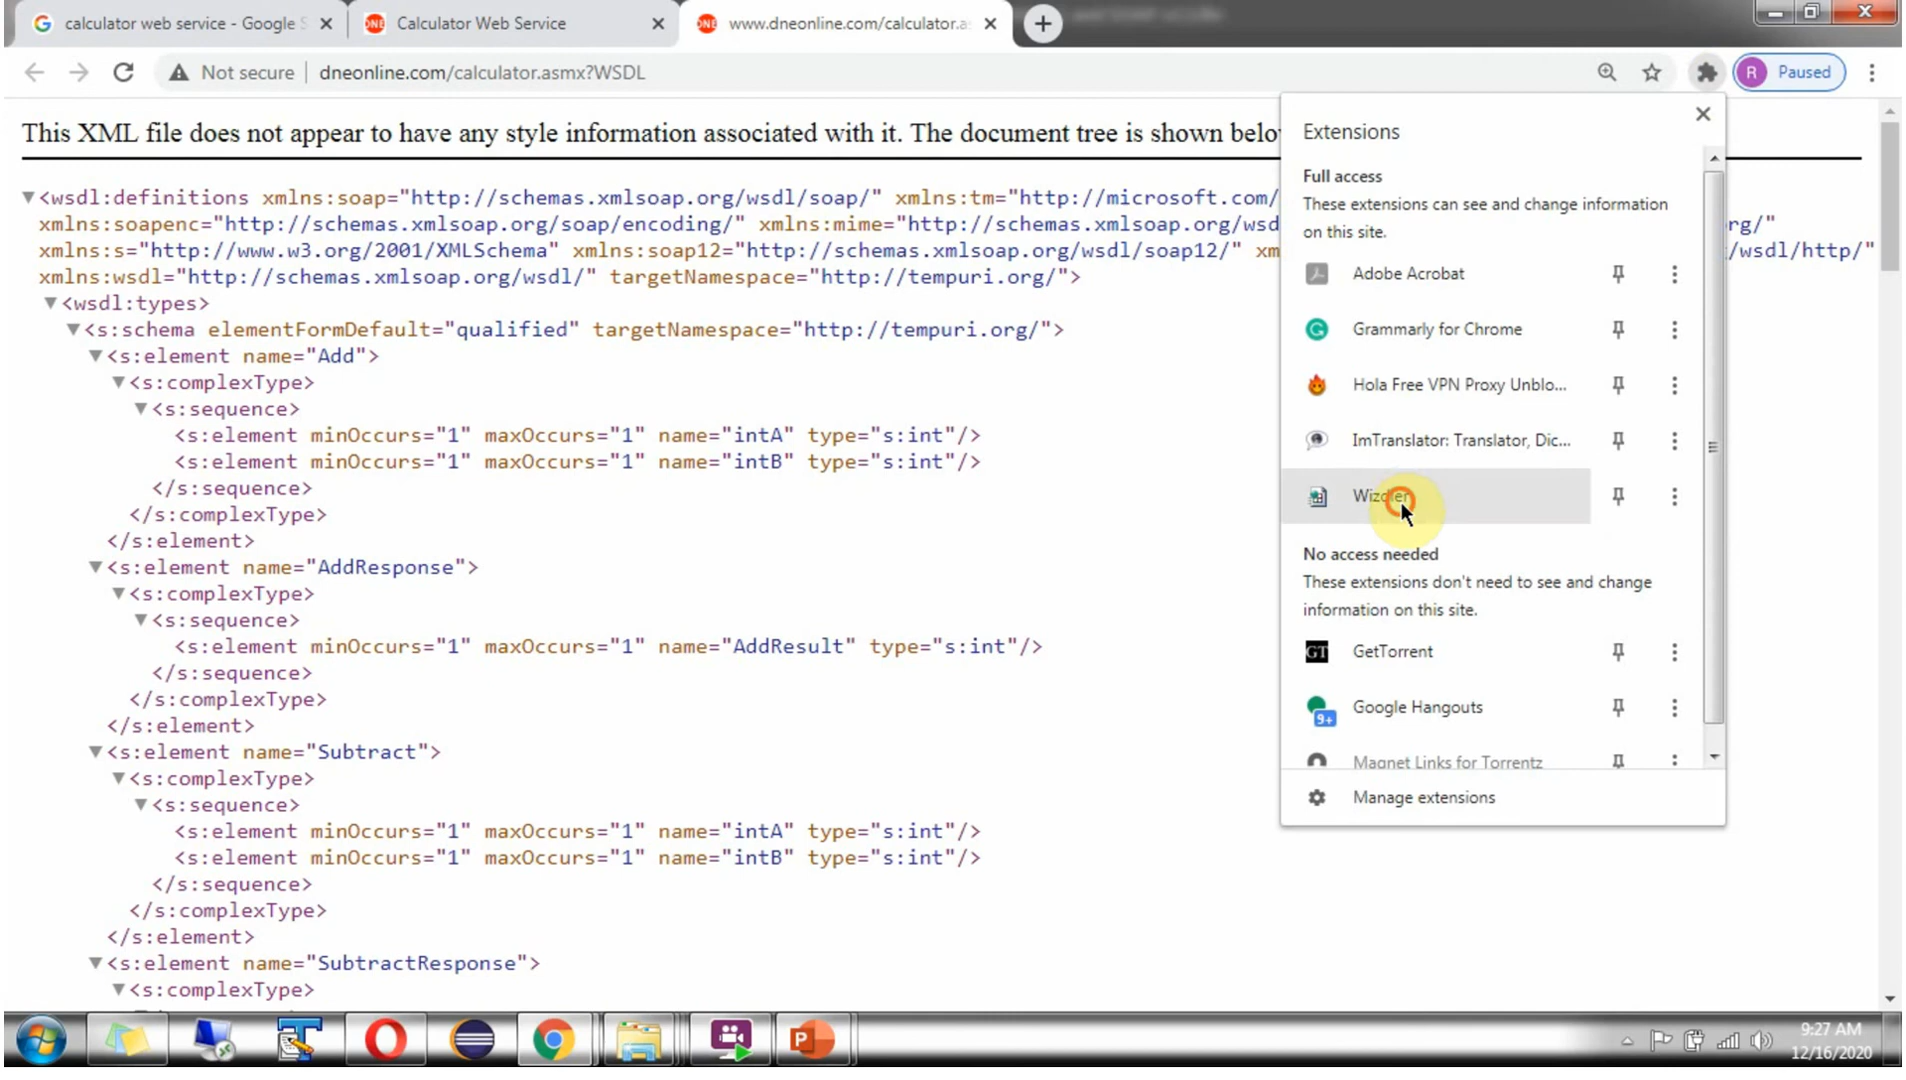 calculator web service - Google S
Calculator Web Service
www.dneonline.com/calculator.as
Not secure
dneonline.com/calculator.asmx?WSDL
R Paused
This XML file does not appear to have any style information associated with it. The document tree is shown below
<wsdl:definitions xmlns:soap="http://schemas.xmlsoap.org/wsdl/soap/" xmlns:tm="http://microsoft.com/
xmlns:soapenc="http://schemas.xmlsoap.org/soap/encoding/" xmlns:mime="http://schemas.xmlsoap.org/wsd rg/"
xmlns:s="http://www.w3.org/2001/XMLSchema" xmlns:soap12="http://schemas.xmlsoap.org/wsdl/soap12/" xm /wsdl/http/"
xmlns:wsdl="http://schemas.xmlsoap.org/wsdl/" targetNamespace="http://tempuri.org/">
<wsdl:types>
<s:schema elementFormDefault="qualified" targetNamespace="http://tempuri.org/">
<s:element name="Add">
<s:complexType>
<s:sequence>
<s:element minOccurs="1" maxOccurs="1" name="intA" type="s:int"/>
<s:element minOccurs="1" maxOccurs="1" name="intB" type="s:int"/>
</s:sequence>
</s:complexType>
</s:element>
<s:element name="AddResponse">
<s:complexType>
<s:sequence>
<s:element minOccurs="1" maxOccurs="1" name="AddResult" type="s:int"/>
</s:sequence>
</s:complexType>
</s:element>
<s:element name="Subtract">
<s:complexType>
<s:sequence>
<s:element minOccurs="1" maxOccurs="1" name="intA" type="s:int"/>
<s:element minOccurs="1" maxOccurs="1" name="intB" type="s:int"/>
</s:sequence>
</s:complexType>
</s:element>
<s:element name="SubtractResponse">
<s:complexType>
Extensions
Full access
These extensions can see and change information
on this site.
Adobe Acrobat
Grammarly for Chrome
Hola Free VPN Proxy Unblo...
ImTranslator: Translator, Dic...
Wizdler
No access needed
These extensions don't need to see and change
information on this site.
GT GetTorrent
9+ Google Hangouts
Magnet Links for Torrentz
Manage extensions
9:27 AM
12/16/2020